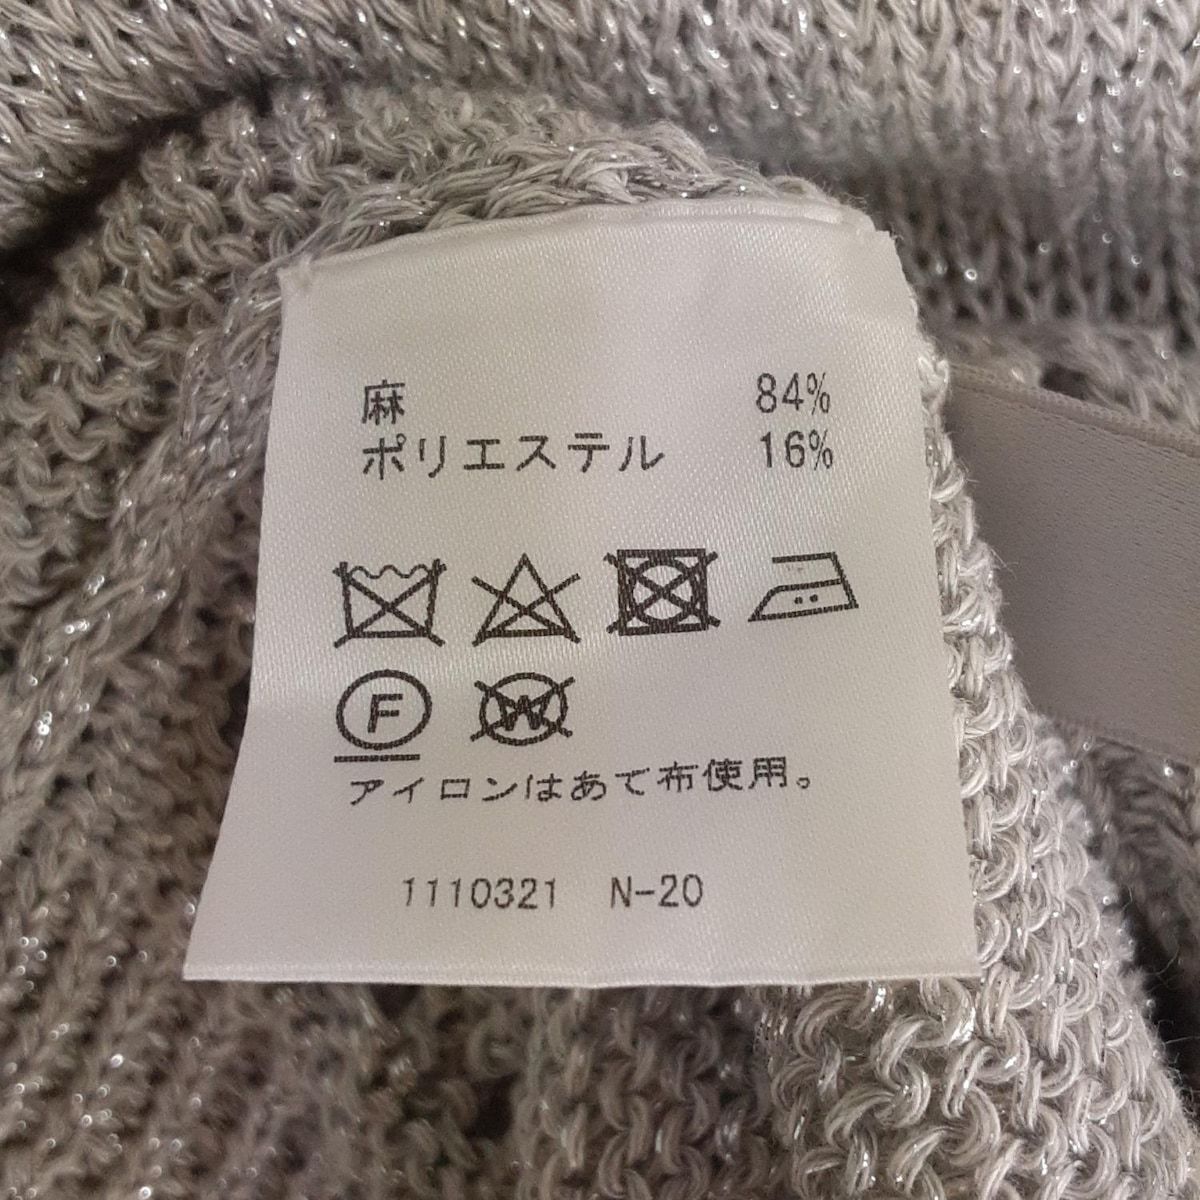 麻 84%
ポリエステル 16%
F W
アイロンはあて布使用。
1110321 N-20